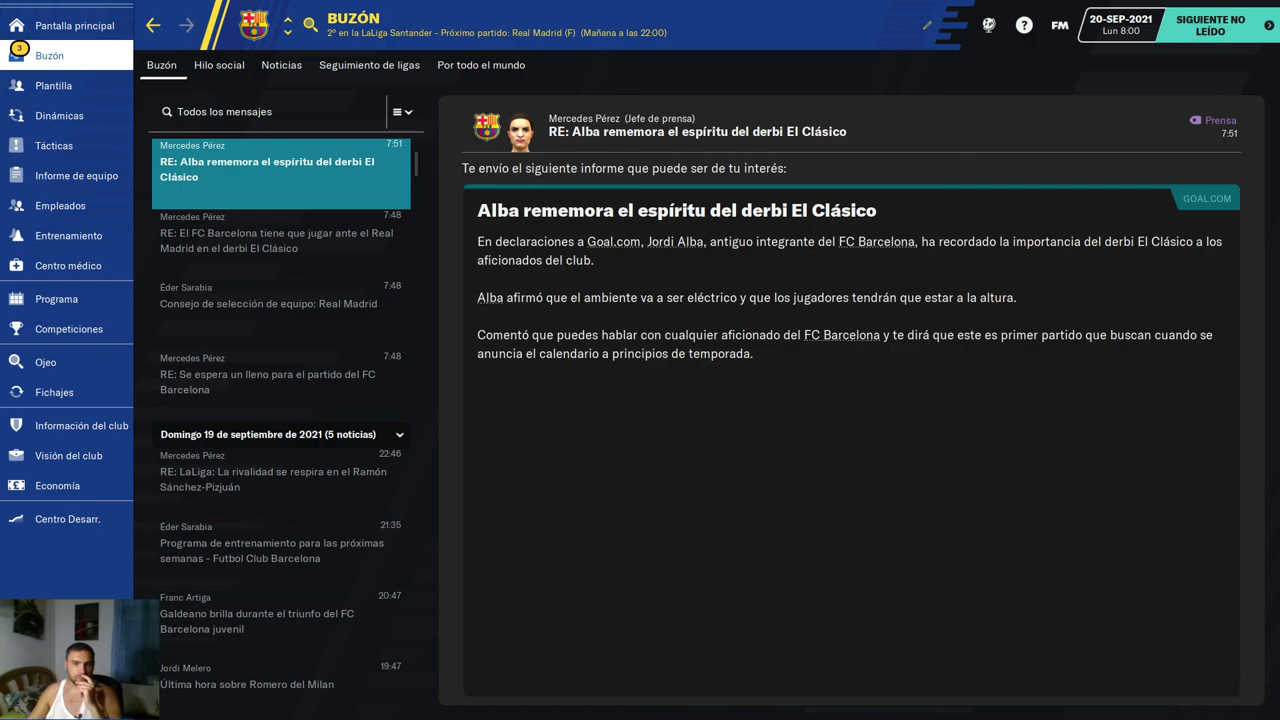 Pantalla principal
3
Buzón
Plantilla
Dinámicas
Tácticas
Informe de equipo
Empleados
Entrenamiento
Centro médico
Programa
Competiciones
Ojeo
Fichajes
Información del club
Visión del club
Economía
Centro Desarr.
BUZÓN
2º en la LaLiga Santander - Próximo partido: Real Madrid (F) (Mañana a las 22:00)
?
FM
20-SEP-2021
Lun 8:00
SIGUIENTE NO
LEÍDO
Buzón
Hilo social
Noticias
Seguimiento de ligas
Por todo el mundo
Todos los mensajes
Mercedes Pérez
7:51
RE: Alba rememora el espíritu del derbi El
Clásico
Mercedes Pérez
7:48
RE: El FC Barcelona tiene que jugar ante el Real
Madrid en el derbi El Clásico
Éder Sarabia
7:48
Consejo de selección de equipo: Real Madrid
Mercedes Pérez
7:48
RE: Se espera un lleno para el partido del FC
Barcelona
Domingo 19 de septiembre de 2021 (5 noticias)
Mercedes Pérez
22:46
RE: LaLiga: La rivalidad se respira en el Ramón
Sánchez-Pizjuán
Éder Sarabia
21:35
Programa de entrenamiento para las próximas
semanas - Futbol Club Barcelona
Franc Artiga
20:47
Galdeano brilla durante el triunfo del FC
Barcelona juvenil
Jordi Melero
19:47
Última hora sobre Romero del Milan
Mercedes Pérez (Jefe de prensa)
RE: Alba rememora el espíritu del derbi El Clásico
Prensa
7:51
Te envío el siguiente informe que puede ser de tu interés:
GOAL.COM
Alba rememora el espíritu del derbi El Clásico
En declaraciones a Goal.com, Jordi Alba, antiguo integrante del FC Barcelona, ha recordado la importancia del derbi El Clásico a los
aficionados del club.
Alba afirmó que el ambiente va a ser eléctrico y que los jugadores tendrán que estar a la altura.
Comentó que puedes hablar con cualquier aficionado del FC Barcelona y te dirá que este es primer partido que buscan cuando se
anuncia el calendario a principios de temporada.